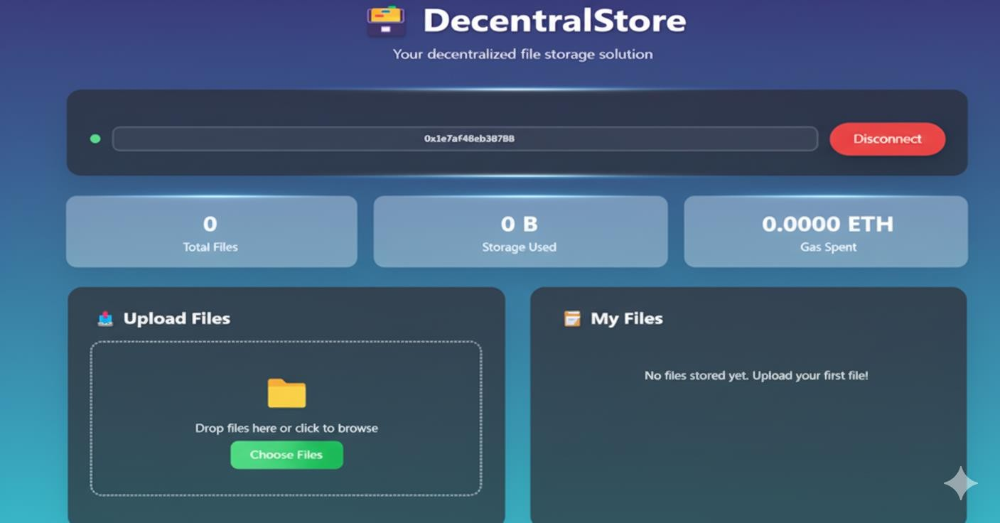 DecentralStore
Your decentralized file storage solution
0x1e7af48eb387BB
Disconnect
0
Total Files
0 B
Storage Used
0.0000 ETH
Gas Spent
Upload Files
Drop files here or click to browse
Choose Files
My Files
No files stored yet. Upload your first file!